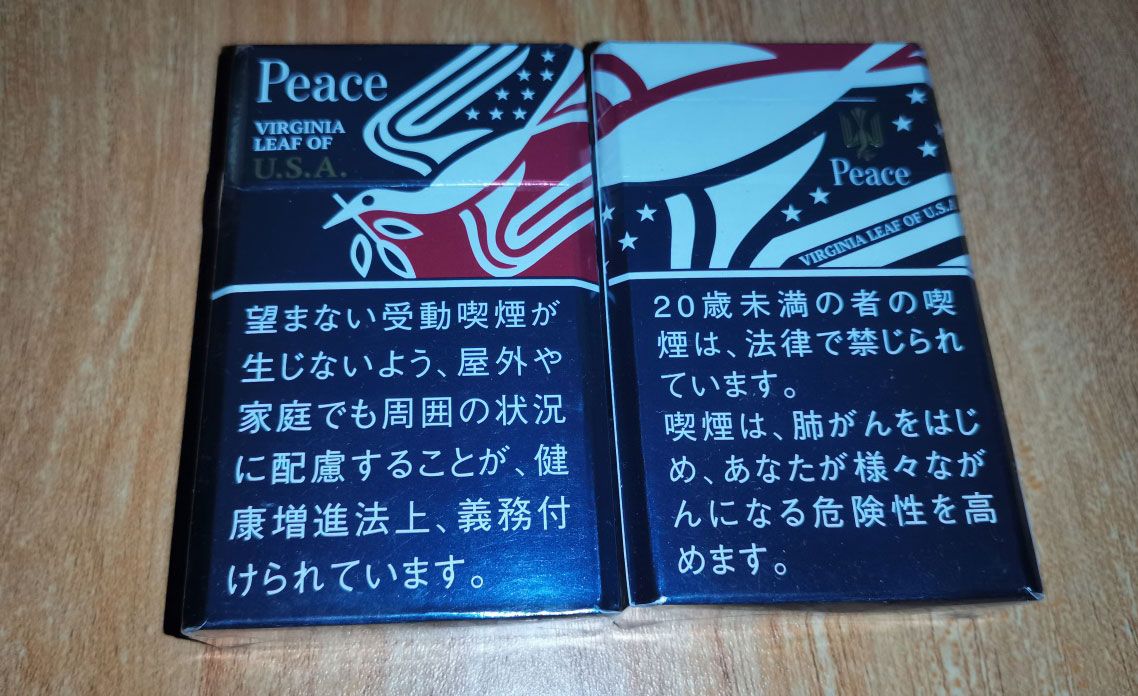 Peace
VIRGINIA
LEAF OF
U.S.A.
望まない受動喫煙が
生じないよう、屋外や
家庭でも周囲の状況
に配慮することが、健
康増進法上、義務付
けられています。
Peace
VIRGINIA LEAF OF U.S.A
20歳未満の者の喫
煙は、法律で禁じられ
ています。
喫煙は、肺がんをはじ
め、あなたが様々なが
んになる危険性を高
めます。